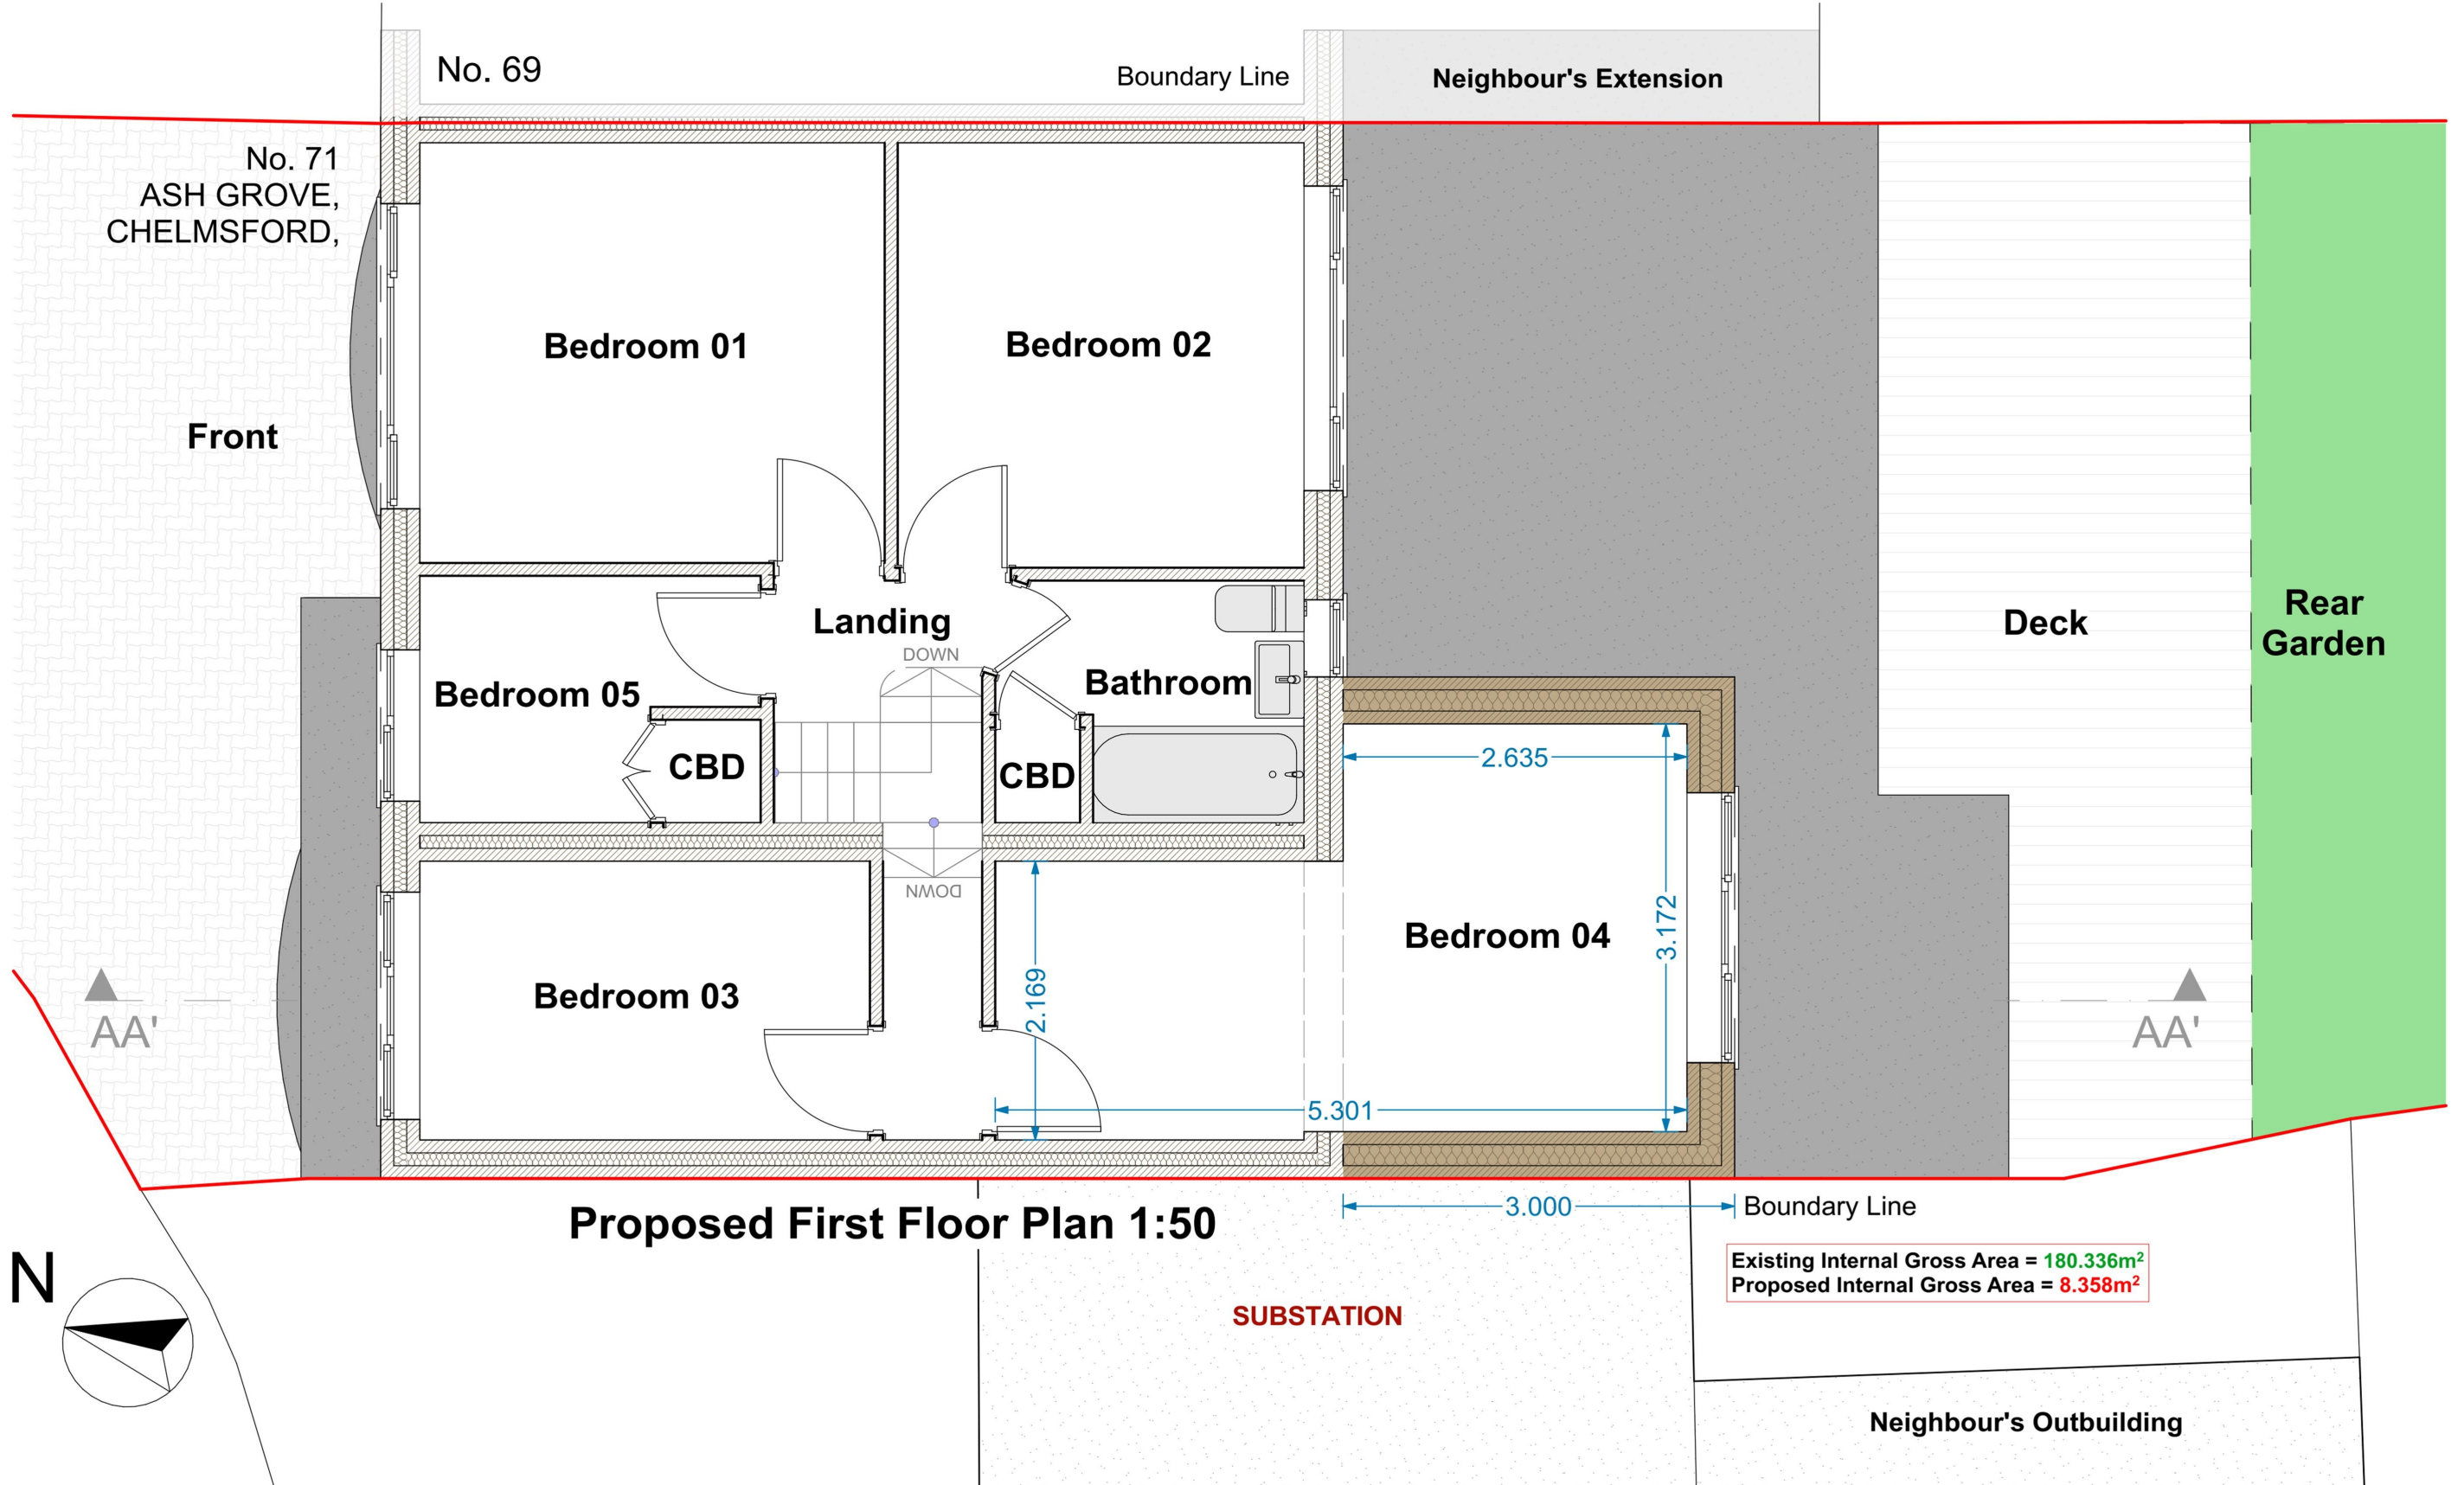 No. 69
Boundary Line
Neighbour's Extension
No. 71
ASH GROVE,
CHELMSFORD,
Bedroom 01
Bedroom 02
Front
Landing
DOWN
Bedroom 05
Bathroom
CBD
CBD
2.635
Deck
Rear
Garden
DOWN
Bedroom 03
2.169
Bedroom 04
3.172
5.301
AA'
AA'
Proposed First Floor Plan 1:50
3.000
Boundary Line
N
Existing Internal Gross Area = 180.336m²
Proposed Internal Gross Area = 8.358m²
SUBSTATION
Neighbour's Outbuilding